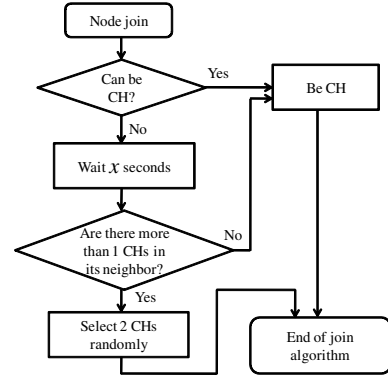 Node join
Can be
CH?
Yes
Be CH
No
Wait x seconds
Are there more
than 1 CHs in
its neighbor?
No
Yes
Select 2 CHs
randomly
End of join
algorithm